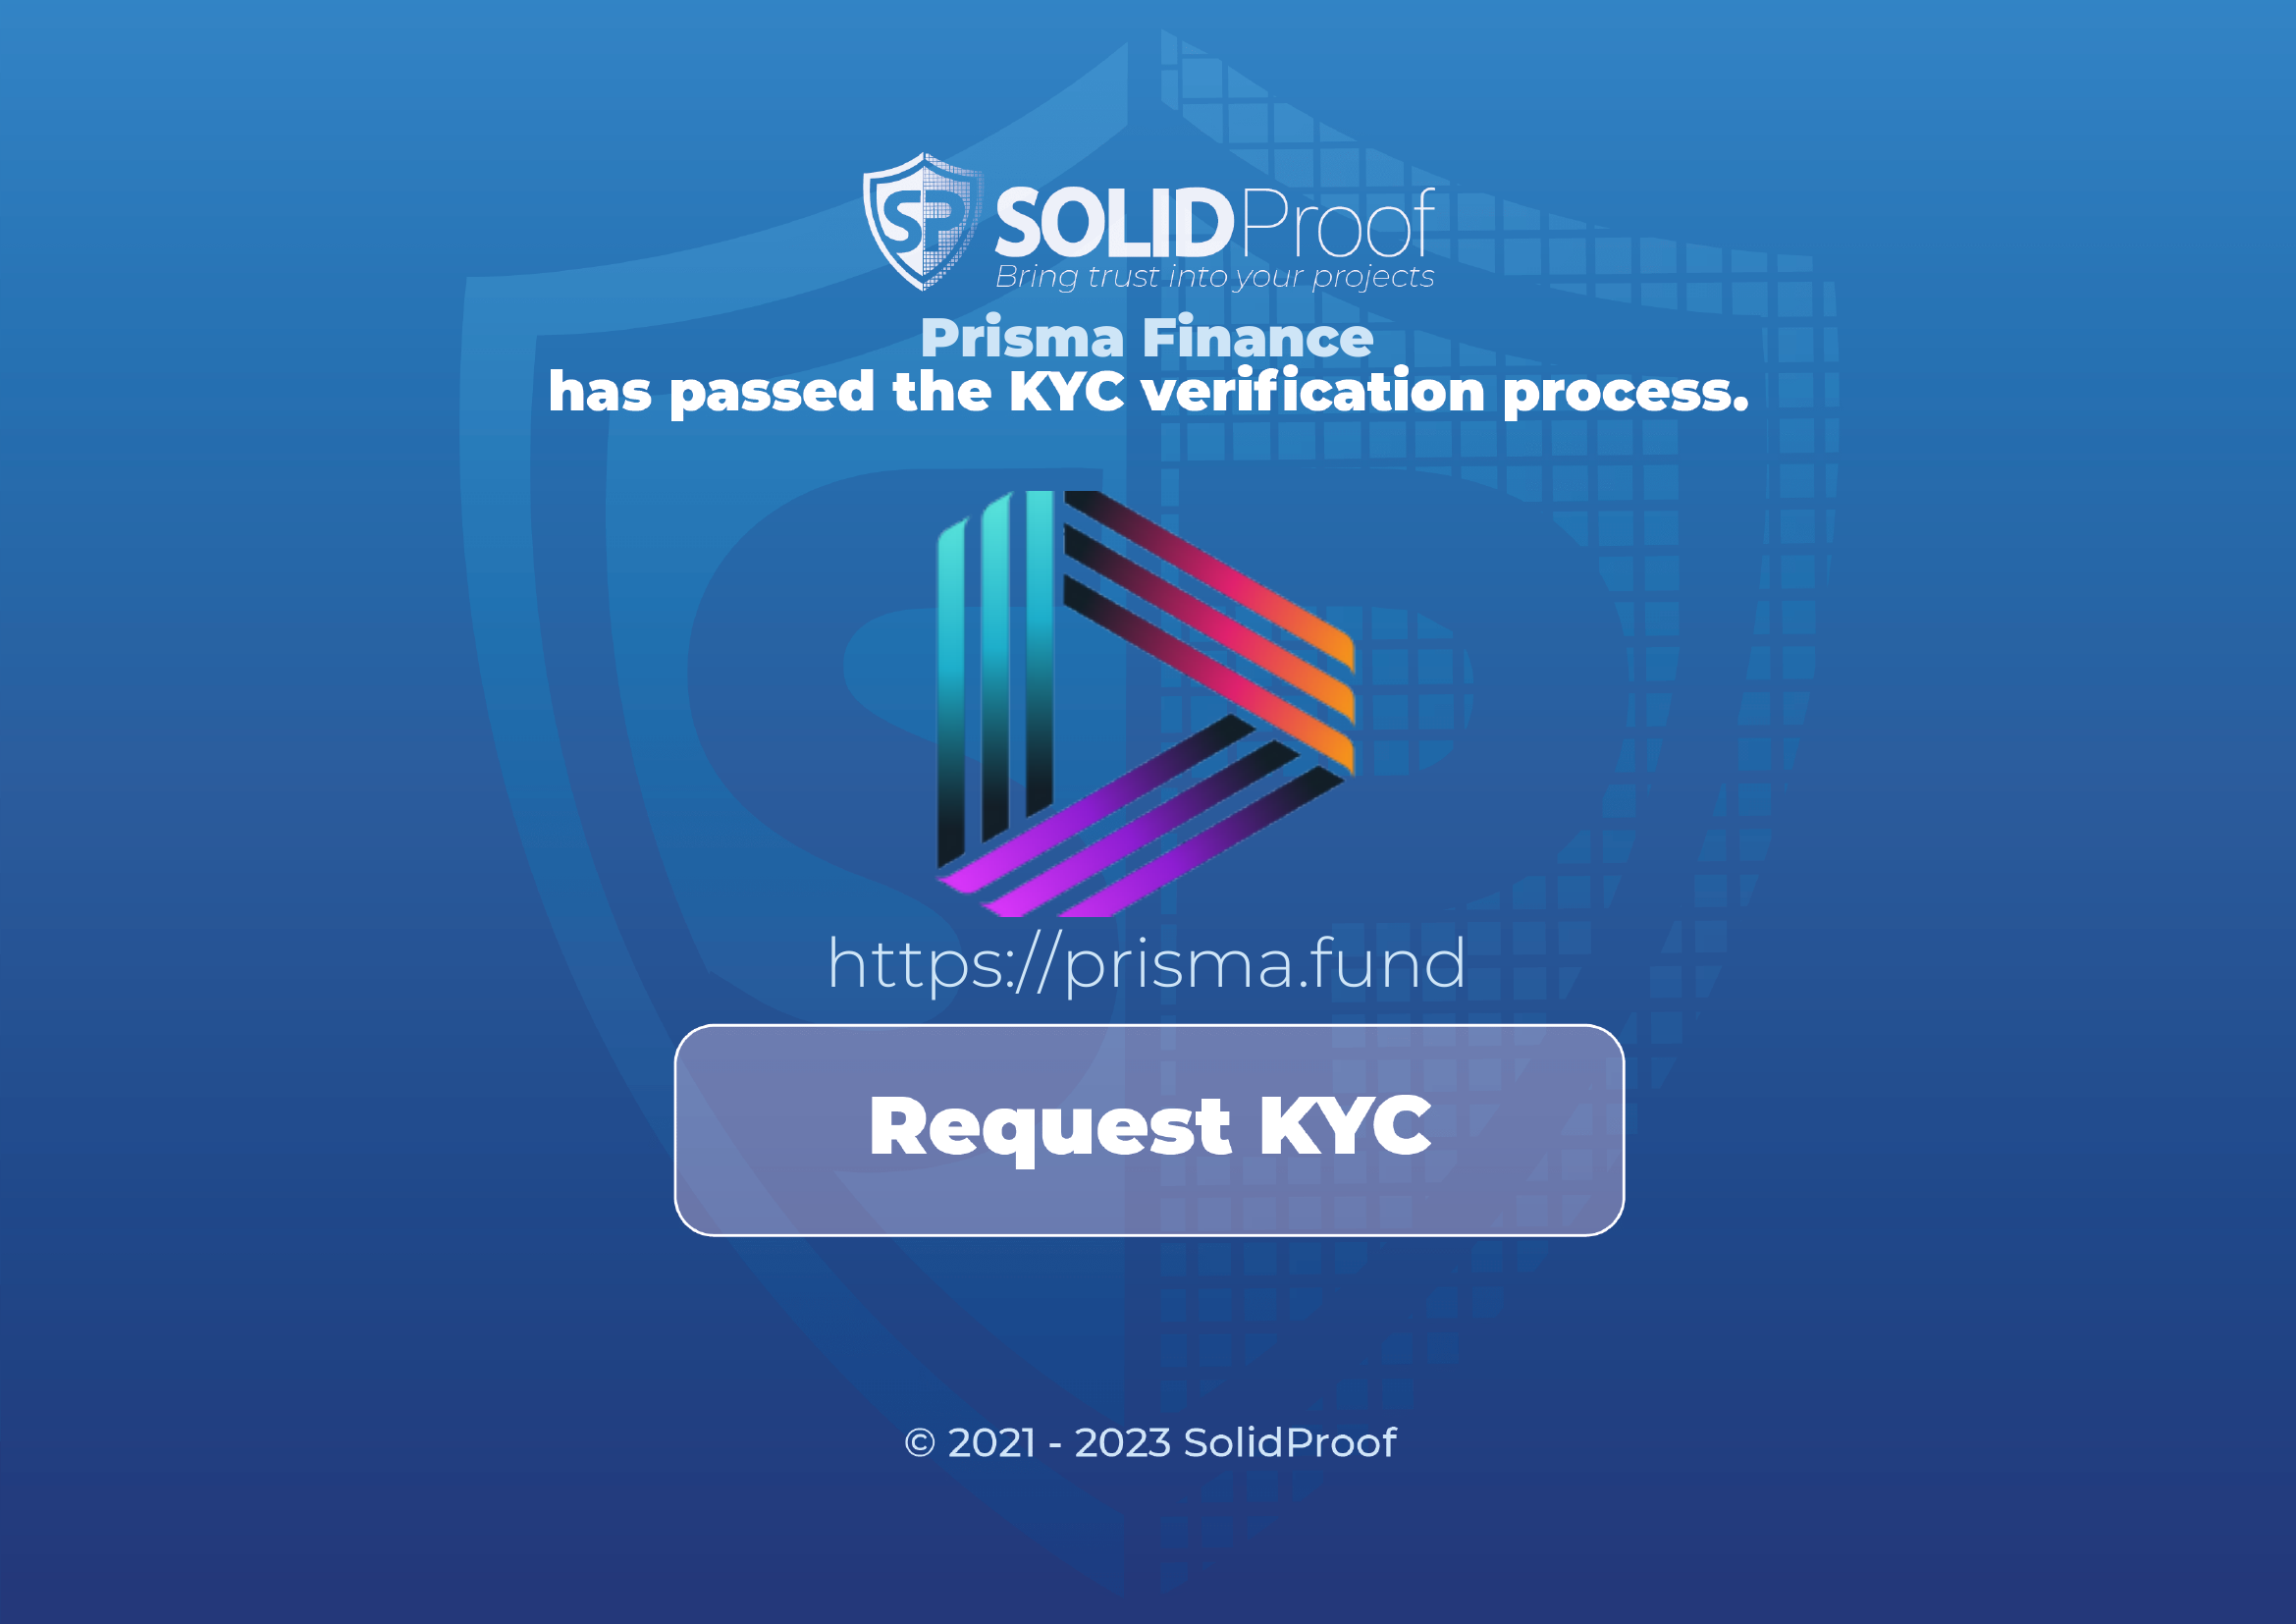 SP SOLIDProof
Bring trust into your projects
Prisma Finance
has passed the KYC verification process.
https://prisma.fund
Request KYC
© 2021 - 2023 SolidProof